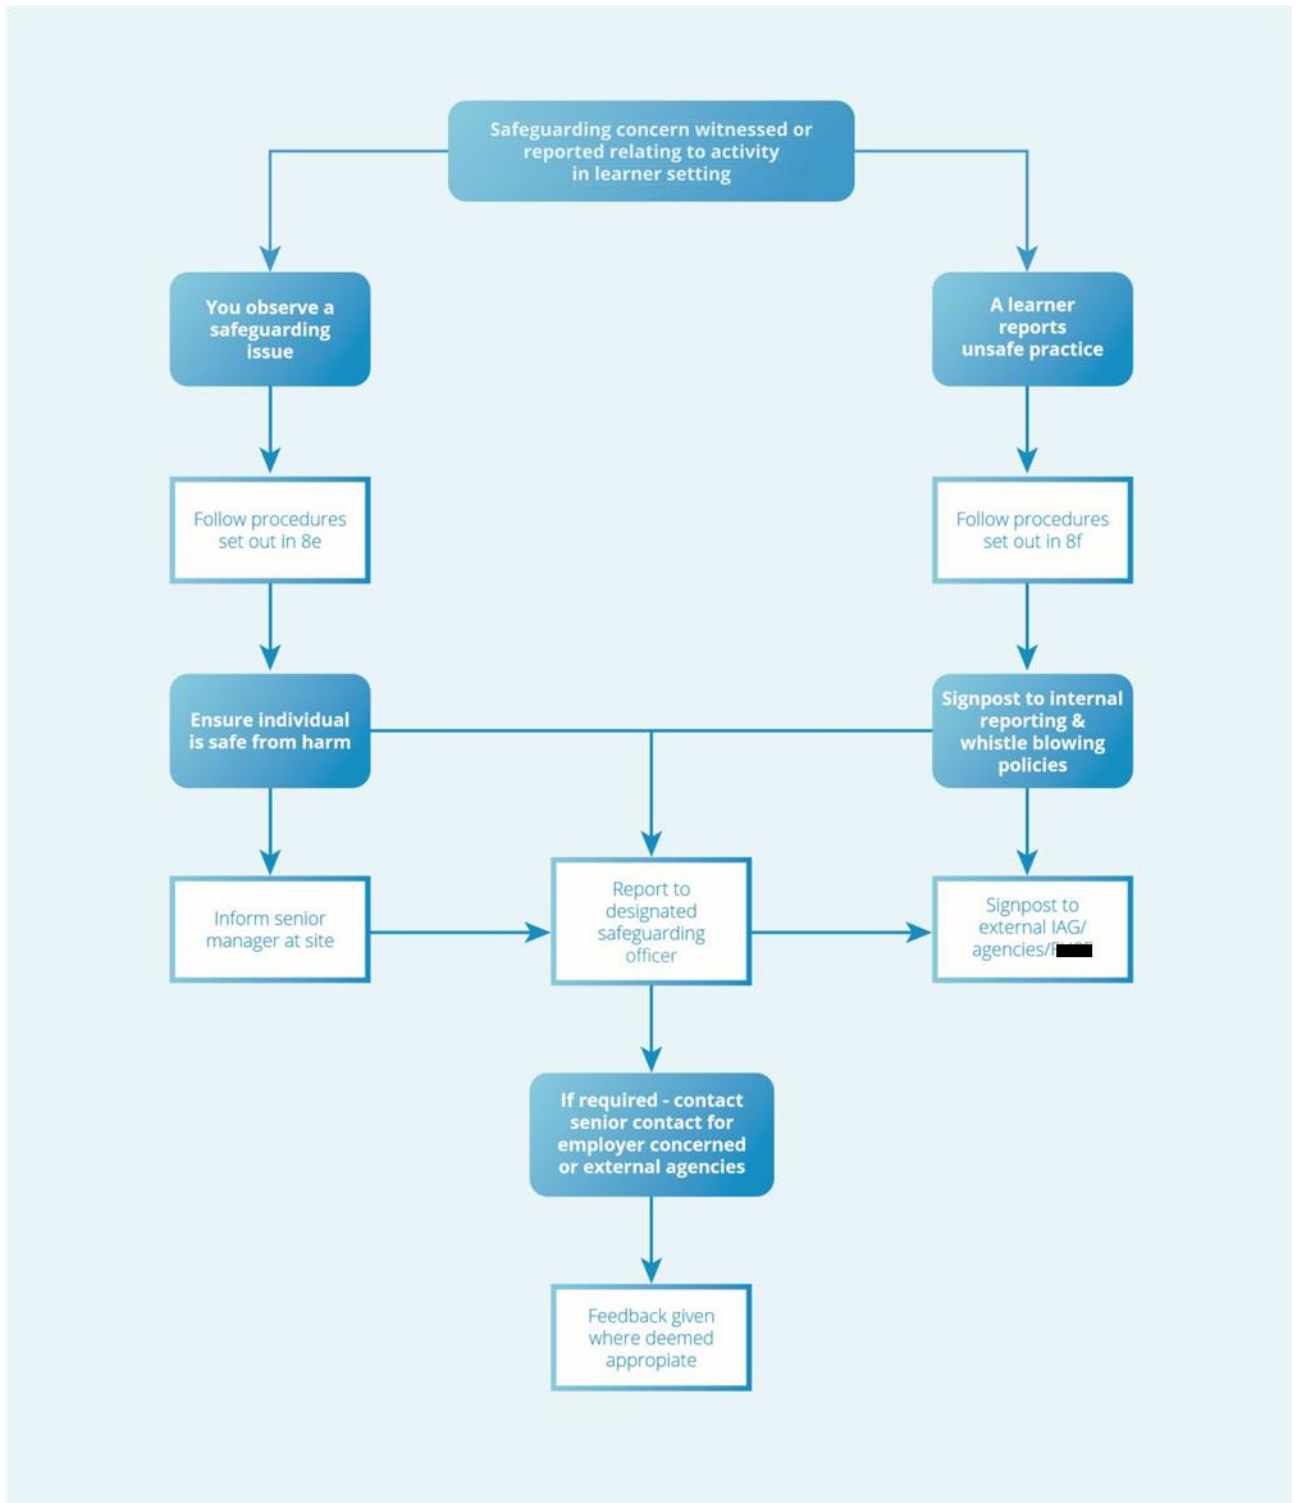 Safeguarding concern witnessed or
reported relating to activity
in learner setting
You observe a
safeguarding
issue
A learner
reports
unsafe practice
Follow procedures
set out in 8e
Follow procedures
set out in 8f
Ensure individual
is safe from harm
Signpost to internal
reporting &
whistle blowing
policies
Inform senior
manager at site
Report to
designated
safeguarding
officer
Signpost to
external IAG/
agencies/
If required - contact
senior contact for
employer concerned
or external agencies
Feedback given
where deemed
appropiate